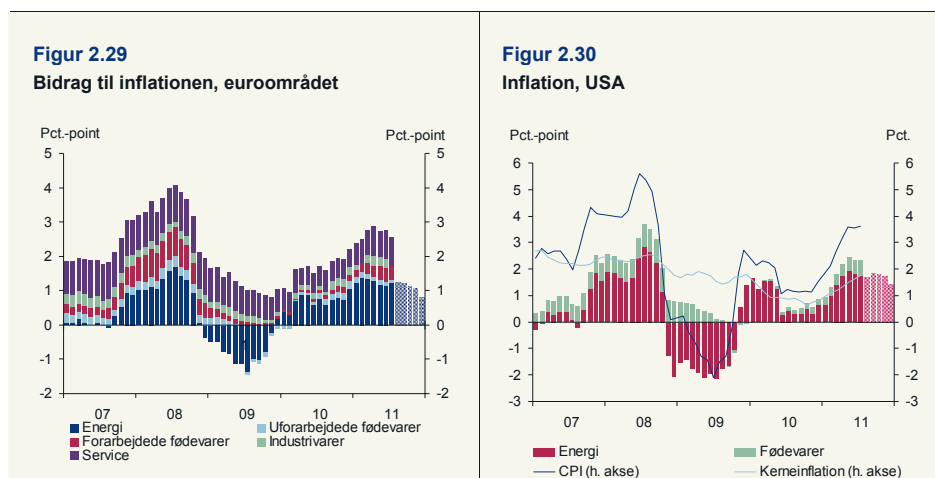 Figur 2.29
Bidrag til inflationen, euroområdet
Pct.-point Pct.-point
5 5
4 4
3 3
2 2
1 1
0 0
-1 -1
-2 -2
07 08 09 10 11
Energi Uforarbejdede fødevarer
Forarbejdede fødevarer Industrivarer
Service
Figur 2.30
Inflation, USA
Pct.-point Pct.
6 6
5 5
4 4
3 3
2 2
1 1
0 0
-1 -1
-2 -2
-3 -3
07 08 09 10 11
Energi Fødevarer
CPI (h. akse) Kerneinflation (h. akse)